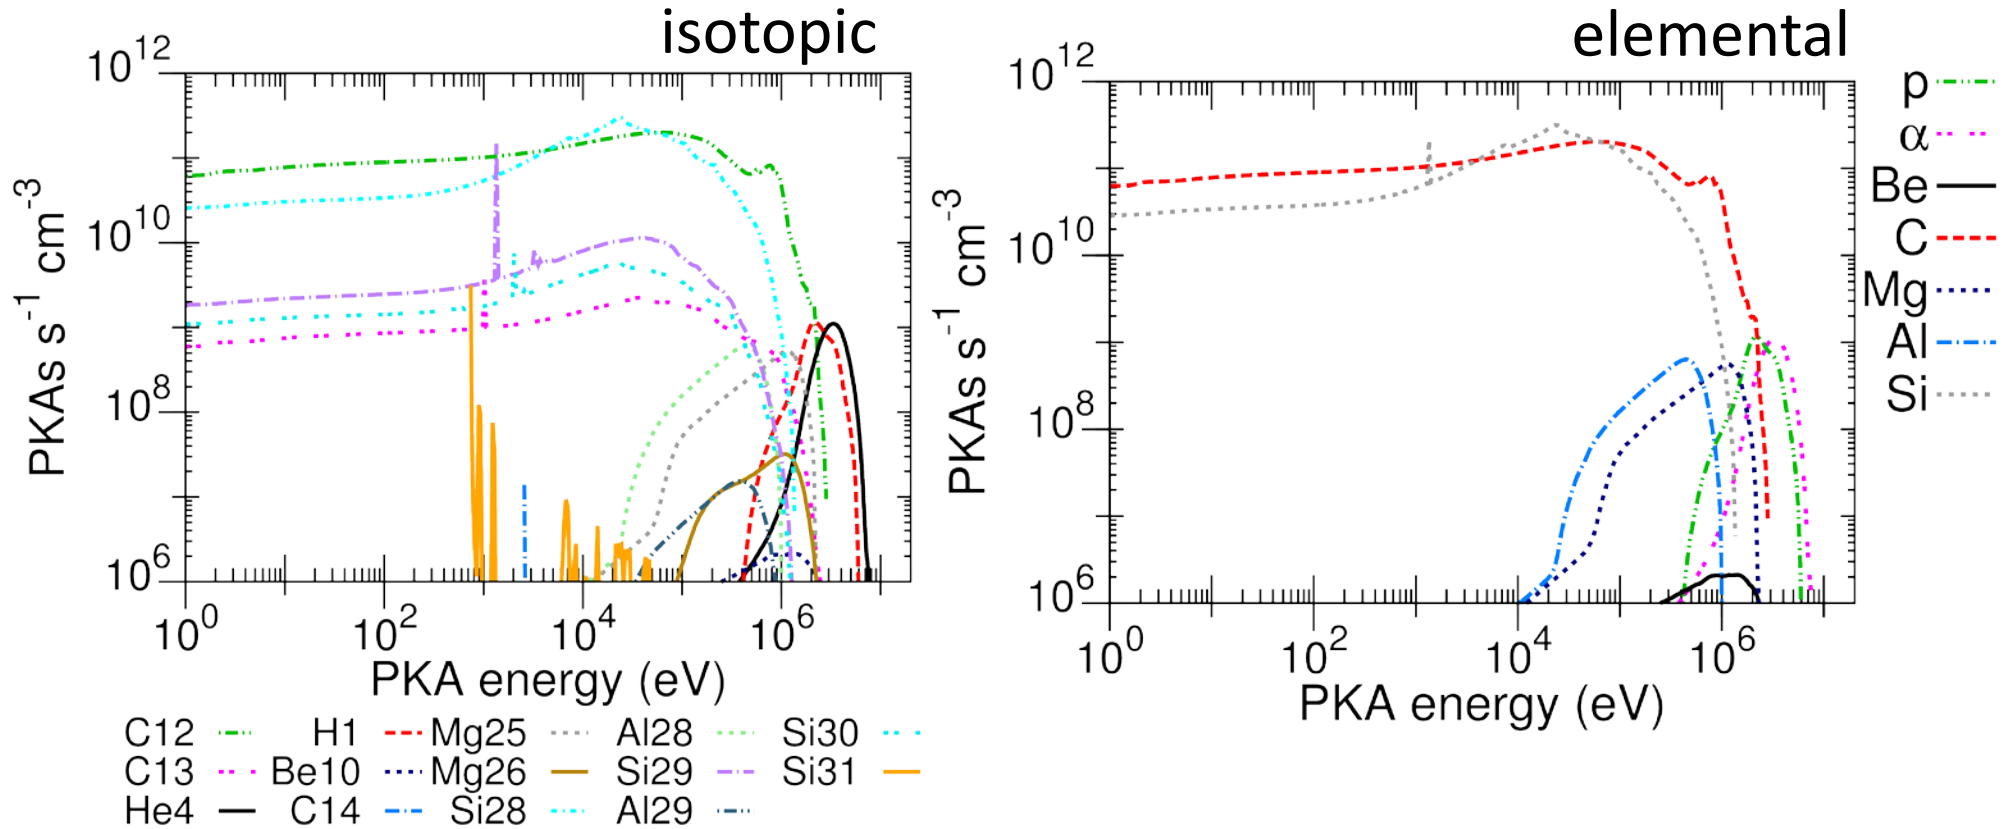 isotopic
10^12
10^10
10^8
10^6
PKAs s^-1 cm^-3
10^0 10^2 10^4 10^6
PKA energy (eV)
C12 H1 Mg25 Al28 Si30
C13 Be10 Mg26 Si29 Si31
He4 C14 Si28 Al29
elemental
10^12
10^10
10^8
10^6
PKAs s^-1 cm^-3
10^0 10^2 10^4 10^6
PKA energy (eV)
p
α
Be
C
Mg
Al
Si